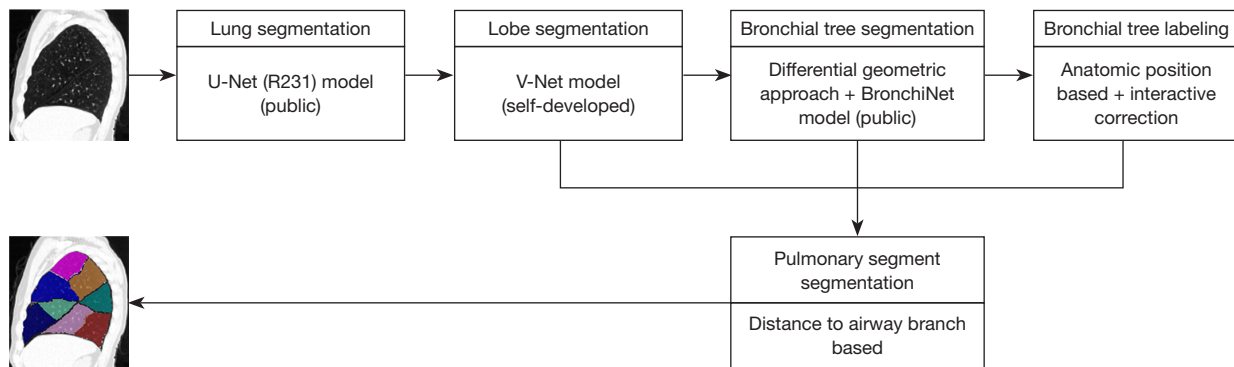 Lung segmentation
U-Net (R231) model
(public)
Lobe segmentation
V-Net model
(self-developed)
Bronchial tree segmentation
Differential geometric
approach + BronchiNet
model (public)
Bronchial tree labeling
Anatomic position
based + interactive
correction
Pulmonary segment
segmentation
Distance to airway branch
based